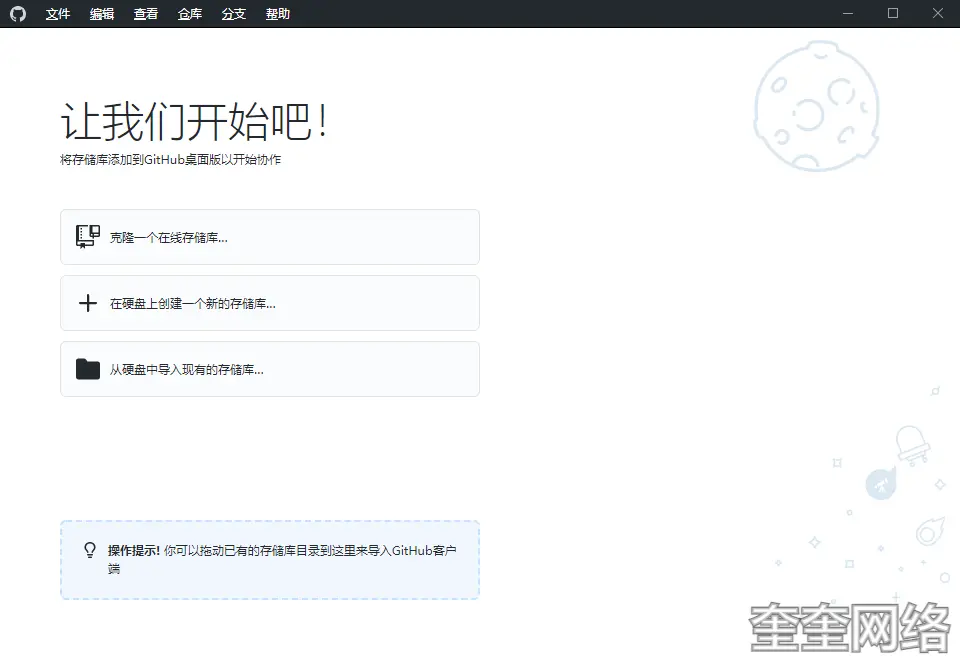 文件 编辑 查看 仓库 分支 帮助
让我们开始吧!
将存储库添加到GitHub桌面版以开始协作
克隆一个在线存储库...
在硬盘上创建一个新的存储库...
从硬盘中导入现有的存储库...
操作提示! 你可以拖动已有的存储库目录到这里来导入GitHub客户
端
奎奎网络